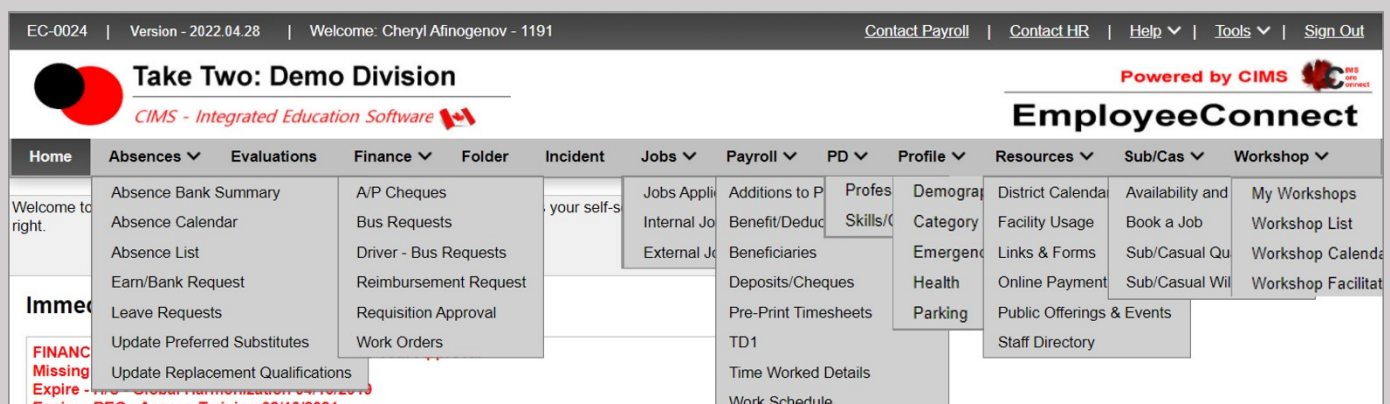 EC-0024 | Version - 2022.04.28 | Welcome: Cheryl Afinogenov - 1191 Contact Payroll | Contact HR | Help | Tools | Sign Out
Take Two: Demo Division
CIMS - Integrated Education Software
Powered by CIMS
EmployeeConnect
Home Absences Evaluations Finance Folder Incident Jobs Payroll PD Profile Resources Sub/Cas Workshop
Absence Bank Summary
Absence Calendar
Absence List
Earn/Bank Request
Leave Requests
Update Preferred Substitutes
Update Replacement Qualifications
A/P Cheques
Bus Requests
Driver - Bus Requests
Reimbursement Request
Requisition Approval
Work Orders
Jobs Appli
Internal Jo
External Jo
Additions to P
Benefit/Deduc
Beneficiaries
Deposits/Cheques
Pre-Print Timesheets
TD1
Time Worked Details
Work Schedule
Profes
Skills/
Demograp
Category
Emergenc
Health
Parking
District Calendar
Facility Usage
Links & Forms
Online Payment
Public Offerings & Events
Staff Directory
Availability and
Book a Job
Sub/Casual Qu
Sub/Casual Wil
My Workshops
Workshop List
Workshop Calenda
Workshop Facilitat
Welcome to your self-s
right.
Immed
FINANC
Missing
Expire -